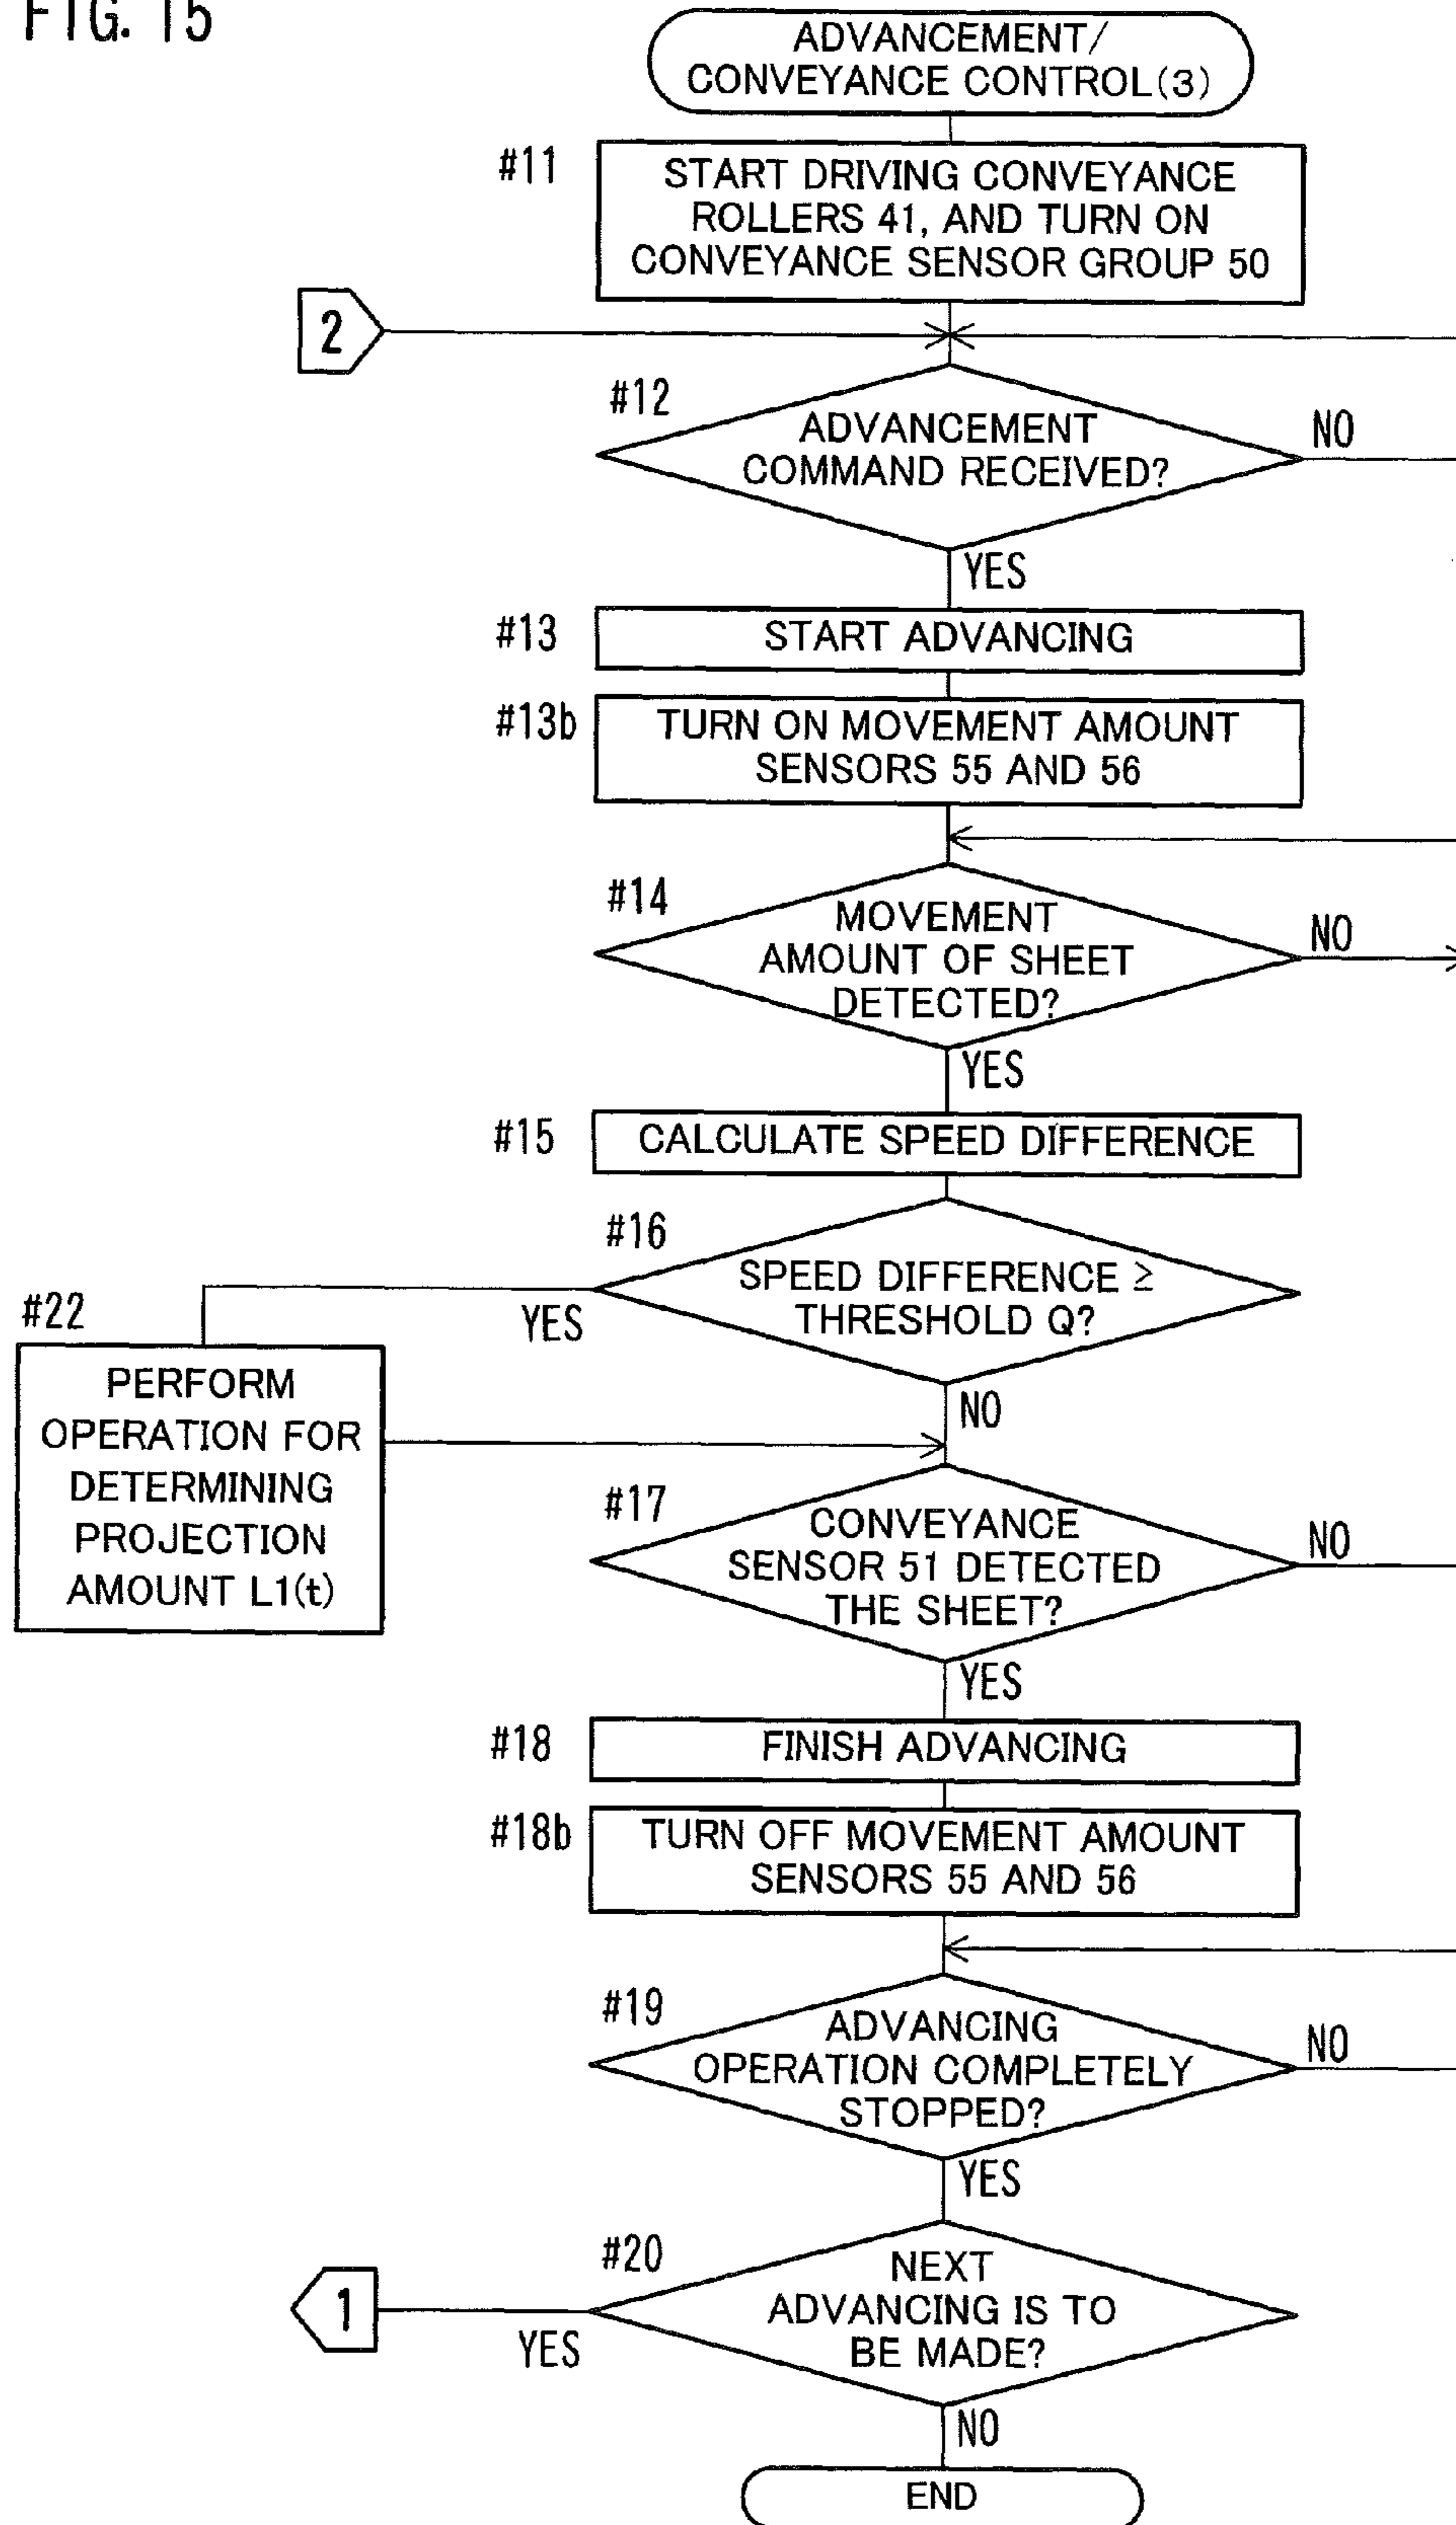 FIG. 15
ADVANCEMENT/
CONVEYANCE CONTROL(3)
#11
START DRIVING CONVEYANCE
ROLLERS 41, AND TURN ON
CONVEYANCE SENSOR GROUP 50
2
#12
ADVANCEMENT
COMMAND RECEIVED?
NO
YES
#13
START ADVANCING
#13b
TURN ON MOVEMENT AMOUNT
SENSORS 55 AND 56
#14
MOVEMENT
AMOUNT OF SHEET
DETECTED?
NO
YES
#15
CALCULATE SPEED DIFFERENCE
#16
SPEED DIFFERENCE ≥
THRESHOLD Q?
YES
NO
#22
PERFORM
OPERATION FOR
DETERMINING
PROJECTION
AMOUNT L1(t)
#17
CONVEYANCE
SENSOR 51 DETECTED
THE SHEET?
NO
YES
#18
FINISH ADVANCING
#18b
TURN OFF MOVEMENT AMOUNT
SENSORS 55 AND 56
#19
ADVANCING
OPERATION COMPLETELY
STOPPED?
NO
YES
#20
NEXT
ADVANCING IS TO
BE MADE?
1
YES
NO
END